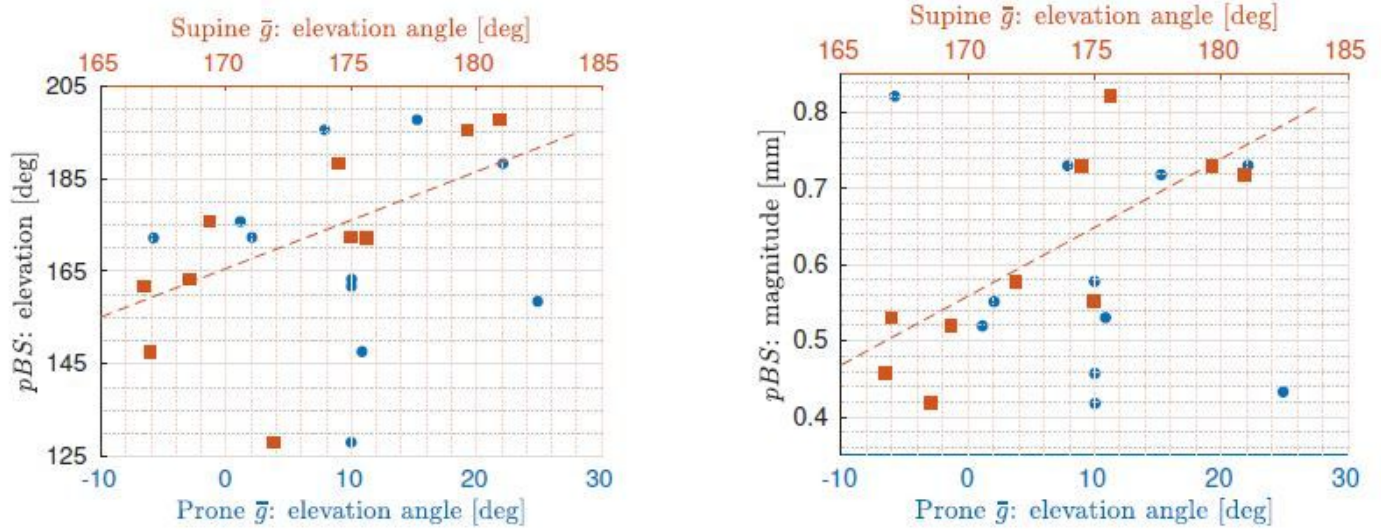 Supine g̅: elevation angle [deg]
165 170 175 180 185
205
185
165
145
125
pBS: elevation [deg]
-10 0 10 20 30
Prone g̅: elevation angle [deg]
Supine g̅: elevation angle [deg]
165 170 175 180 185
0.8
0.7
0.6
0.5
0.4
pBS: magnitude [mm]
-10 0 10 20 30
Prone g̅: elevation angle [deg]